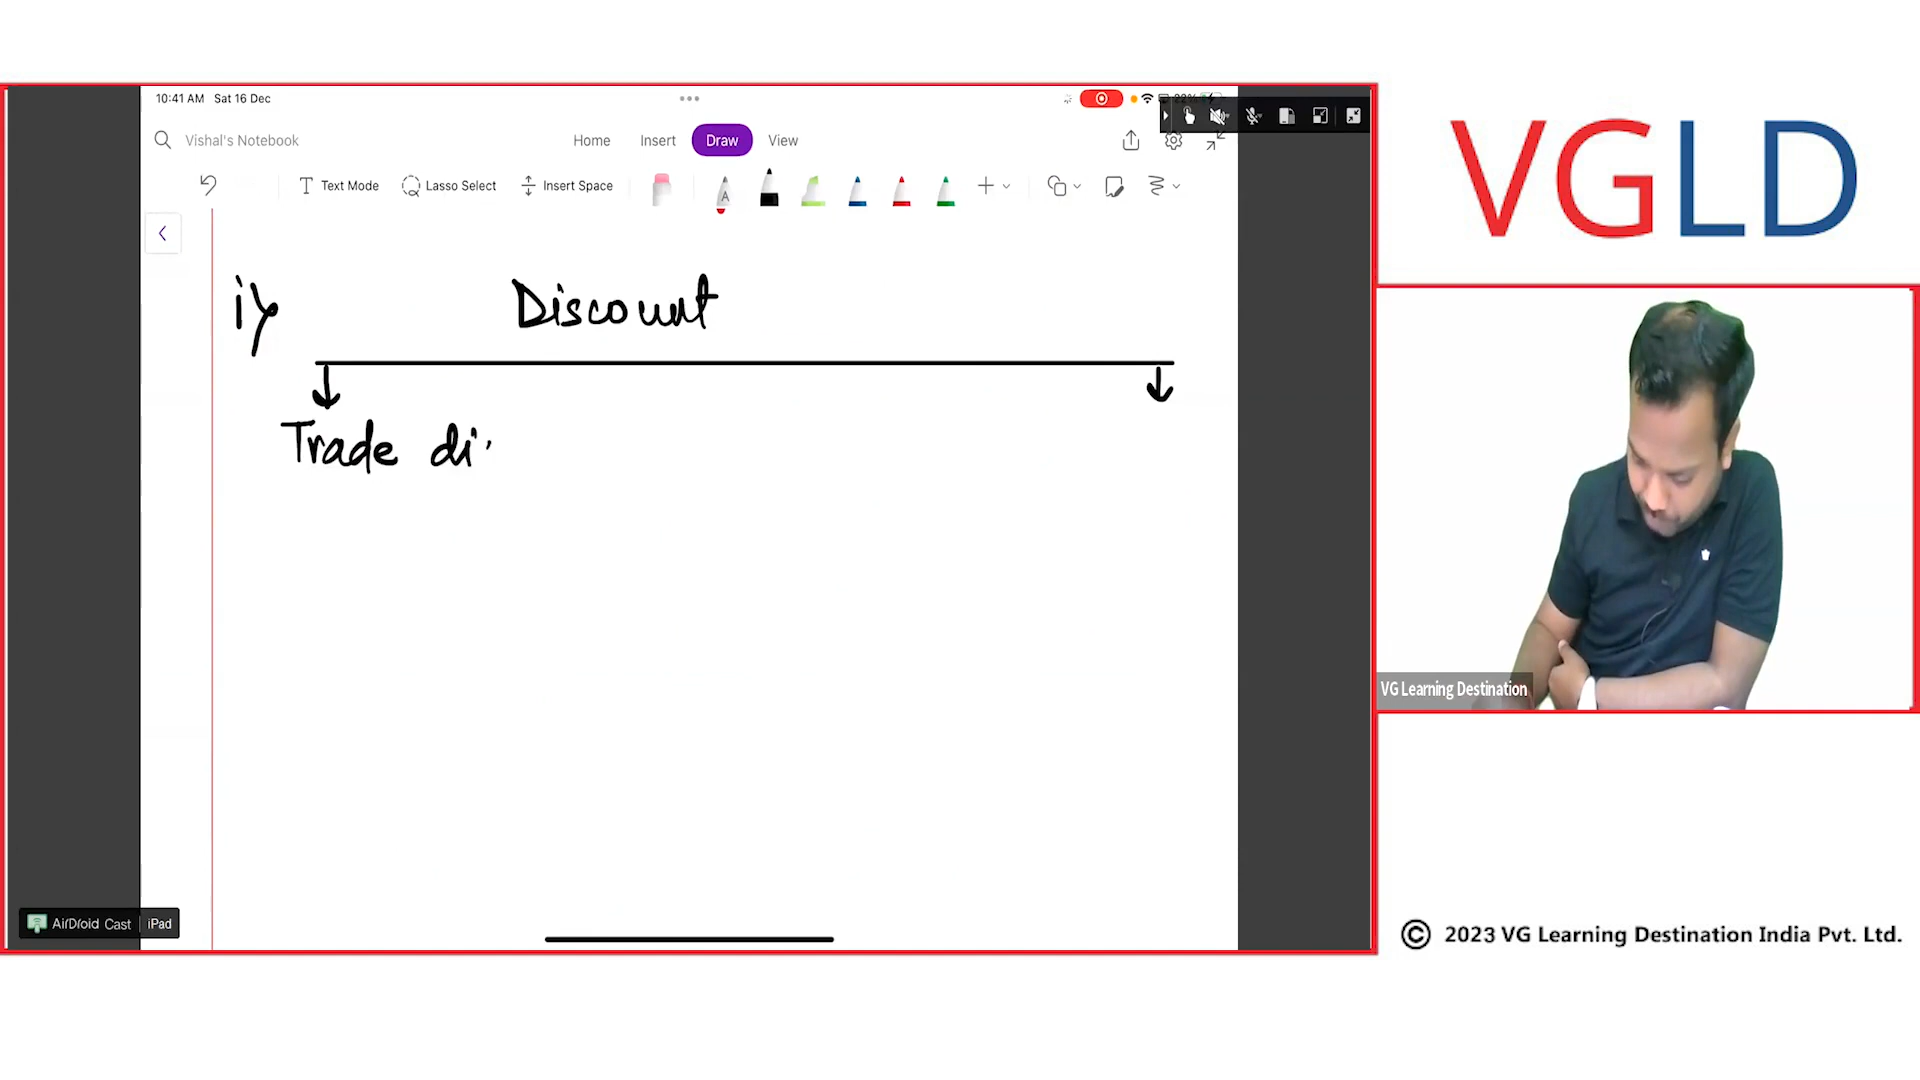 10:41 AM Sat 16 Dec
22%
Vishal's Notebook
Home Insert Draw View
Text Mode Lasso Select Insert Space
A
i)
Discount
Trade di
VGLD
VG Learning Destination
AirDroid Cast iPad
© 2023 VG Learning Destination India Pvt. Ltd.